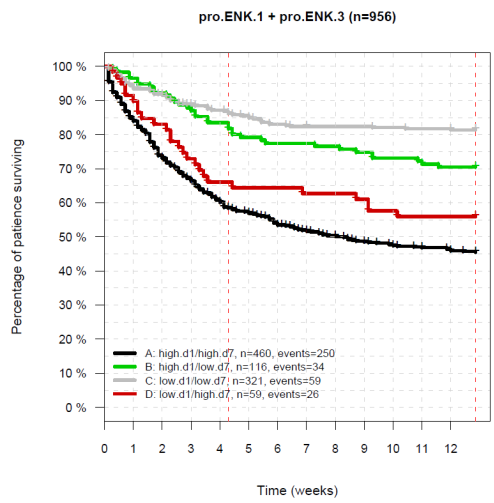 pro.ENK.1 + pro.ENK.3 (n=956)
Percentage of patience surviving
100 %
90 %
80 %
70 %
60 %
50 %
40 %
30 %
20 %
10 %
0 %
A: high.d1/high.d7, n=460, events=250
B: high.d1/low.d7, n=116, events=34
C: low.d1/low.d7, n=321, events=59
D: low.d1/high.d7, n=59, events=26
0 1 2 3 4 5 6 7 8 9 10 11 12
Time (weeks)